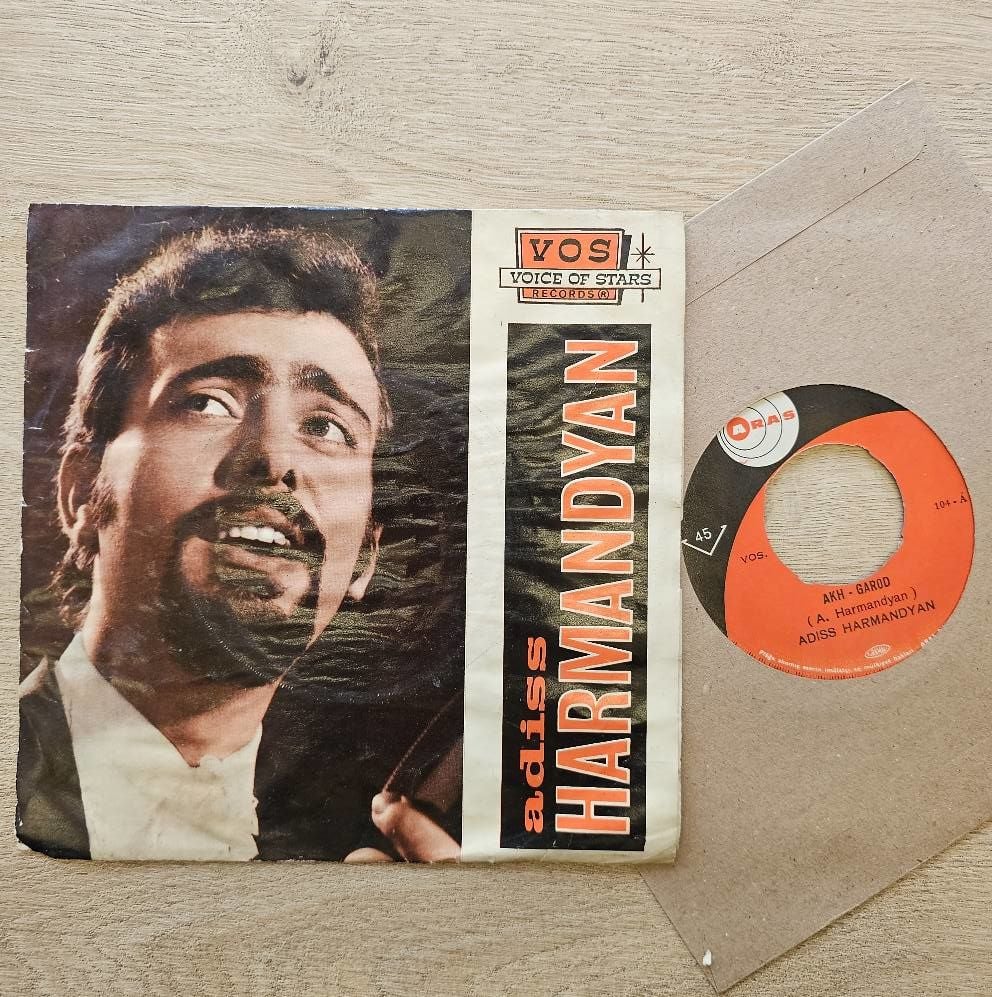 VOS
VOICE OF STARS
RECORDS ®
adiss
HARMANDYAN
ARAS
45
VOS.
104 - A
AKH - GAROD
( A. Harmandyan )
ADISS HARMANDYAN